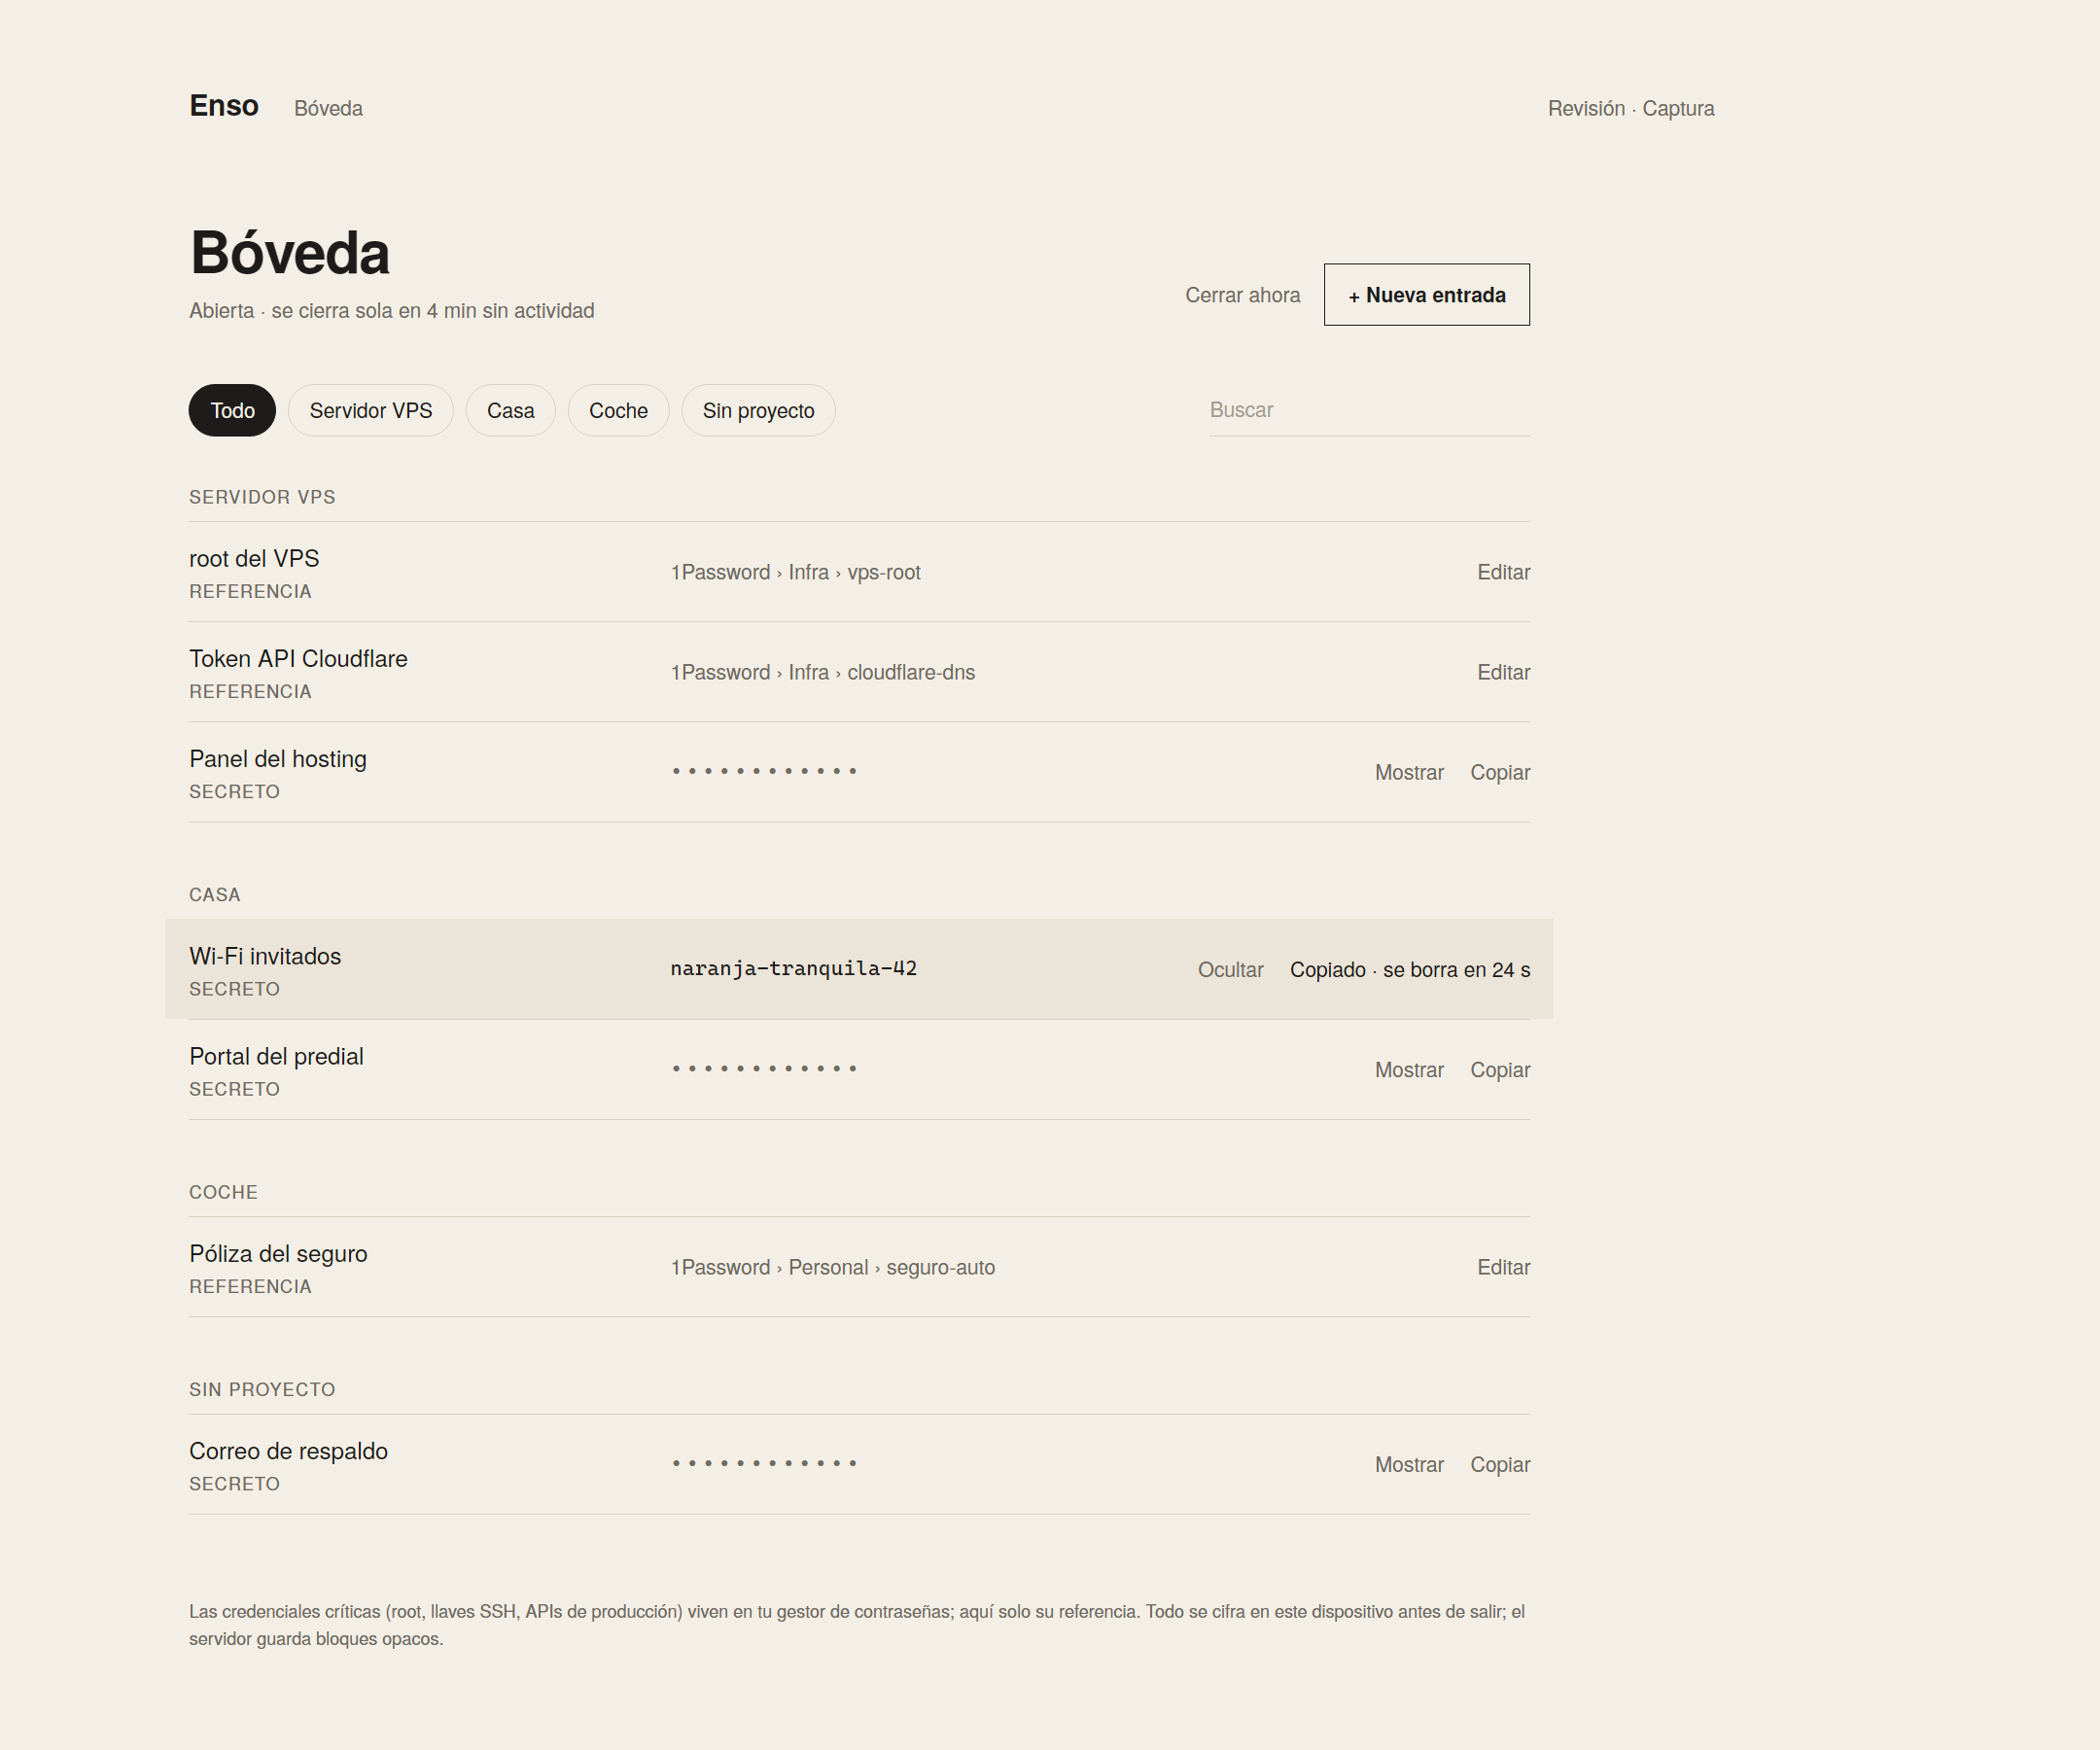 Enso Bóveda Revisión · Captura
Bóveda
Abierta · se cierra sola en 4 min sin actividad
Cerrar ahora + Nueva entrada
Todo Servidor VPS Casa Coche Sin proyecto Buscar
SERVIDOR VPS
root del VPS
REFERENCIA
1Password › Infra › vps-root
Editar
Token API Cloudflare
REFERENCIA
1Password › Infra › cloudflare-dns
Editar
Panel del hosting
SECRETO
••••••••••••
Mostrar Copiar
CASA
Wi-Fi invitados
SECRETO
naranja-tranquila-42
Ocultar Copiado · se borra en 24 s
Portal del predial
SECRETO
••••••••••••
Mostrar Copiar
COCHE
Póliza del seguro
REFERENCIA
1Password › Personal › seguro-auto
Editar
SIN PROYECTO
Correo de respaldo
SECRETO
••••••••••••
Mostrar Copiar
Las credenciales críticas (root, llaves SSH, APIs de producción) viven en tu gestor de contraseñas; aquí solo su referencia. Todo se cifra en este dispositivo antes de salir; el
servidor guarda bloques opacos.